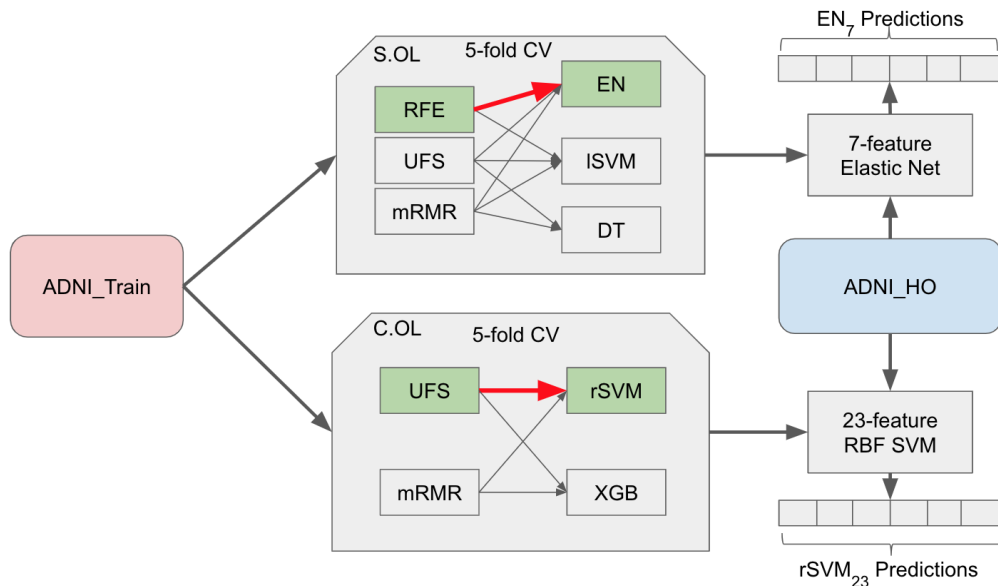 EN7 Predictions
S.OL
5-fold CV
RFE
EN
UFS
lSVM
mRMR
DT
7-feature
Elastic Net
ADNI_Train
ADNI_HO
C.OL
5-fold CV
UFS
rSVM
mRMR
XGB
23-feature
RBF SVM
rSVM23 Predictions